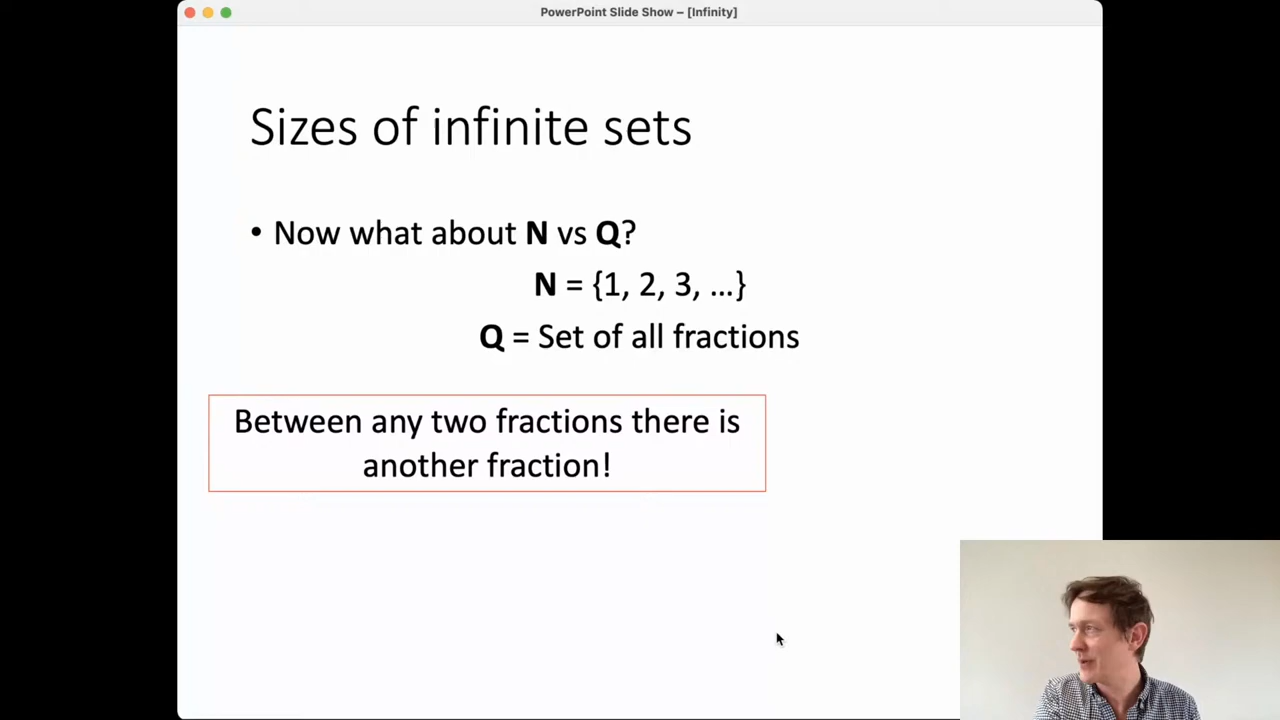 PowerPoint Slide Show – [Infinity]
Sizes of infinite sets
• Now what about N vs Q?
N = {1, 2, 3, …}
Q = Set of all fractions
Between any two fractions there is
another fraction!